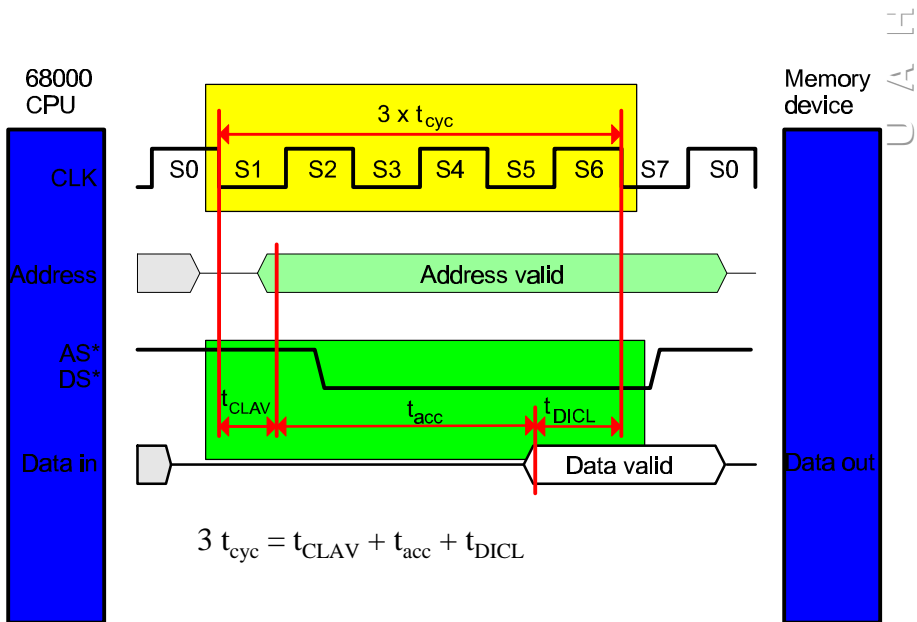 68000
CPU
Memory
device
U A H
3 x tcyc
CLK
S0 S1 S2 S3 S4 S5 S6 S7 S0
Address
Address valid
AS*
DS*
tCLAV
tacc
tDICL
Data in
Data valid
Data out
3 tcyc = tCLAV + tacc + tDICL